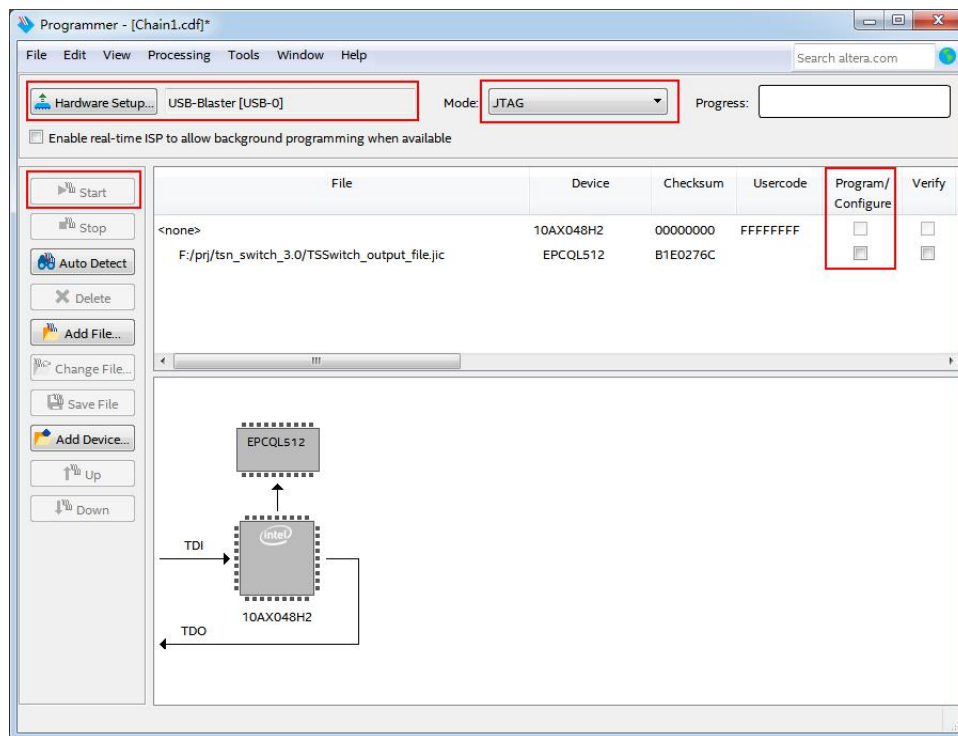 Programmer - [Chain1.cdf]*
File Edit View Processing Tools Window Help
Search altera.com
Hardware Setup... USB-Blaster [USB-0] Mode: JTAG Progress:
Enable real-time ISP to allow background programming when available
Start
Stop
Auto Detect
Delete
Add File...
Change File...
Save File
Add Device...
Up
Down
File Device Checksum Usercode Program/ Verify
Configure
<none> 10AX048H2 00000000 FFFFFFFF
F:/prj/tsn_switch_3.0/TSSwitch_output_file.jic EPCQL512 B1E0276C
EPCQL512
intel
TDI
10AX048H2
TDO